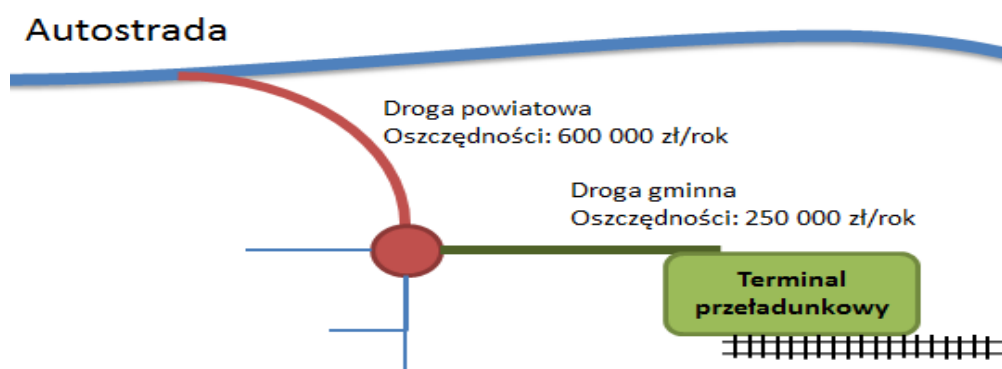 Autostrada
Droga powiatowa
Oszczędności: 600 000 zł/rok
Droga gminna
Oszczędności: 250 000 zł/rok
Terminal
przeładunkowy